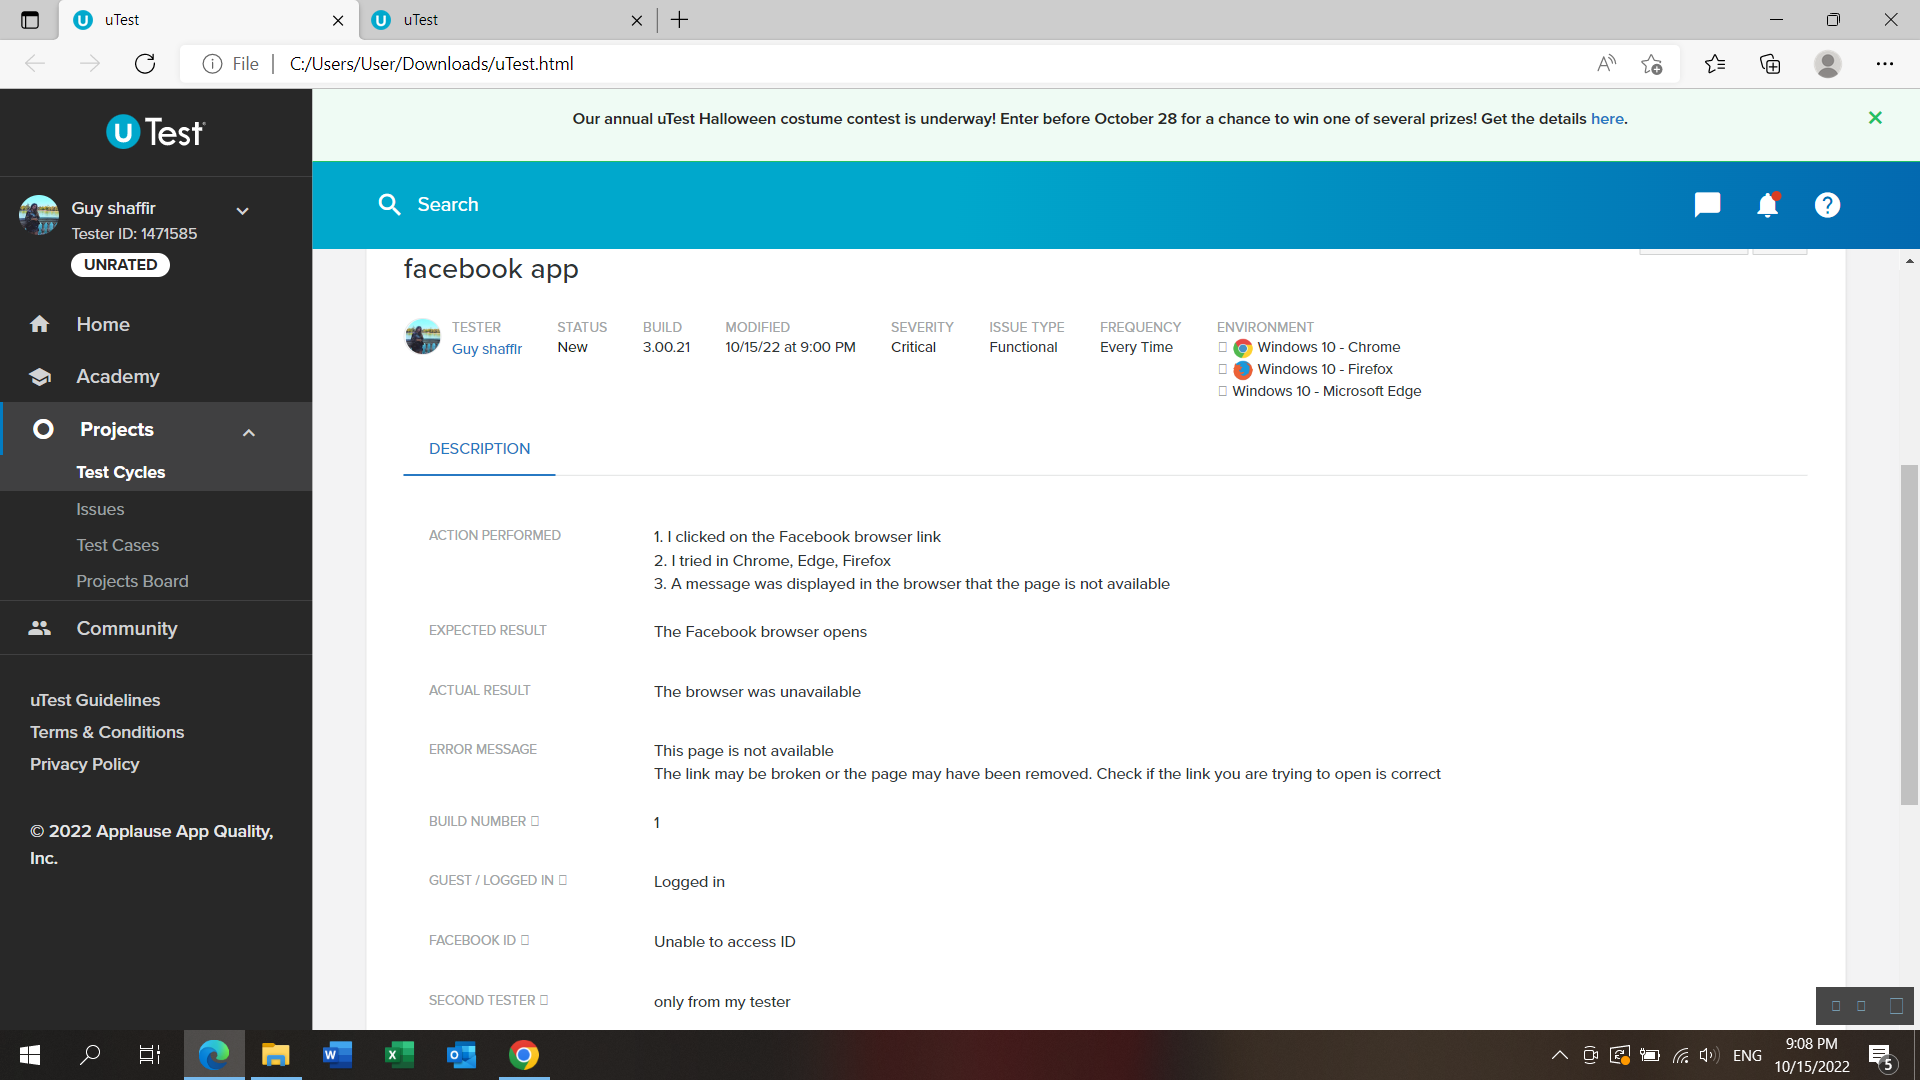 uTest
uTest
File
C:/Users/User/Downloads/uTest.html
U Test
Our annual uTest Halloween costume contest is underway! Enter before October 28 for a chance to win one of several prizes! Get the details here.
Guy shaffir
Tester ID: 1471585
UNRATED
Search
Home
Academy
Projects
Test Cycles
Issues
Test Cases
Projects Board
Community
uTest Guidelines
Terms & Conditions
Privacy Policy
© 2022 Applause App Quality,
Inc.
facebook app
TESTER
Guy shaffir
STATUS
New
BUILD
3.00.21
MODIFIED
10/15/22 at 9:00 PM
SEVERITY
Critical
ISSUE TYPE
Functional
FREQUENCY
Every Time
ENVIRONMENT
Windows 10 - Chrome
Windows 10 - Firefox
Windows 10 - Microsoft Edge
DESCRIPTION
ACTION PERFORMED
1. I clicked on the Facebook browser link
2. I tried in Chrome, Edge, Firefox
3. A message was displayed in the browser that the page is not available
EXPECTED RESULT
The Facebook browser opens
ACTUAL RESULT
The browser was unavailable
ERROR MESSAGE
This page is not available
The link may be broken or the page may have been removed. Check if the link you are trying to open is correct
BUILD NUMBER
1
GUEST / LOGGED IN
Logged in
FACEBOOK ID
Unable to access ID
SECOND TESTER
only from my tester
ENG
9:08 PM
10/15/2022
5